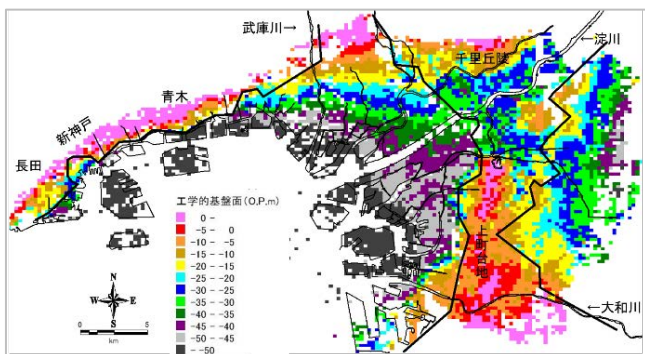 武庫川→
←淀川
千里丘陵
青木
新神戸
長田
工学的基盤面(O,P,m)
0 -
-5 - 0
-10 - -5
-15 - -10
-20 - -15
-25 - -20
-30 - -25
-35 - -30
-40 - -35
-45 - -40
-50 - -45
- -50
上町台地
←大和川
N
W E
S
0 5
km